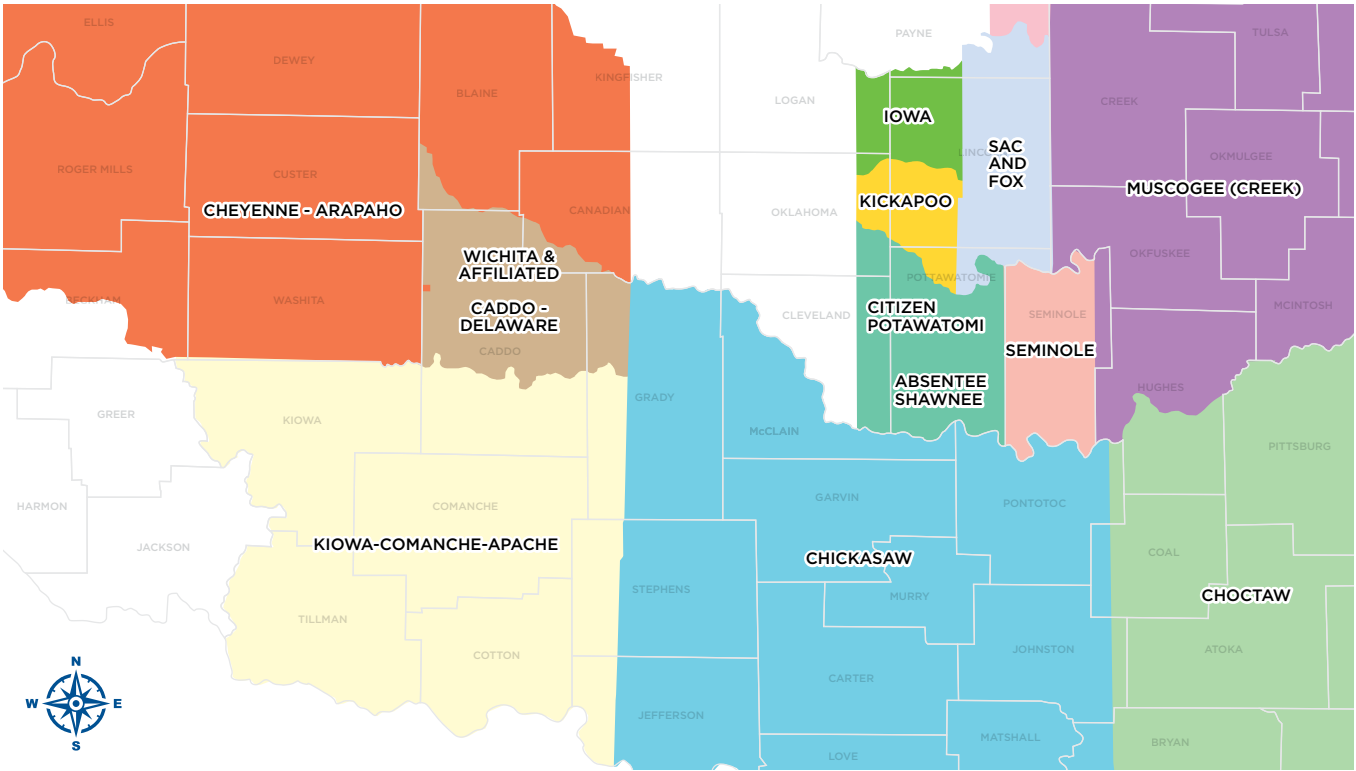 ELLIS
PAYNE
TULSA
DEWEY
KINGFISHER
BLAINE
LOGAN
CREEK
IOWA
LINCO
SAC
AND
FOX
OKMULGEE
ROGER MILLS
CUSTER
MUSCOGEE (CREEK)
KICKAPOO
CHEYENNE - ARAPAHO
CANADIAN
OKLAHOMA
WICHITA &
AFFILIATED
OKFUSKEE
POTTAWATOMIE
BECKHAM
WASHITA
CADDO -
DELAWARE
CITIZEN
POTAWATOMI
CLEVELAND
SEMINOLE
MCINTOSH
CADDO
SEMINOLE
ABSENTEE
SHAWNEE
HUGHES
GRADY
GREER
KIOWA
McCLAIN
PITTSBURG
HARMON
COMANCHE
GARVIN
PONTOTOC
JACKSON
KIOWA-COMANCHE-APACHE
CHICKASAW
COAL
STEPHENS
MURRY
CHOCTAW
TILLMAN
COTTON
JOHNSTON
ATOKA
N
W
E
S
CARTER
JEFFERSON
MATSHALL
BRYAN
LOVE